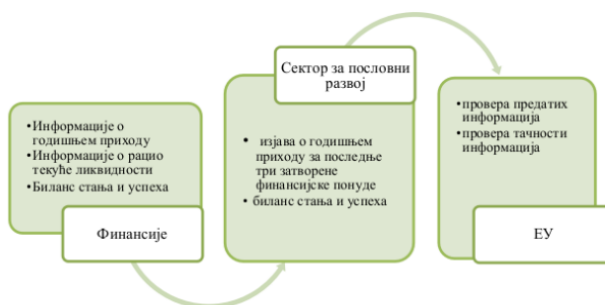 •Информације о
годишњем приходу
•Информације о рацио
текуће ликвидности
•Биланс стања и успеха
Финансије
Сектор за пословни
развој
• изјава о годишњем
приходу за последње
три затворене
финансијске понуде
• биланс стања и успеха
•провера предатих
информација
•провера тачности
информација
ЕУ